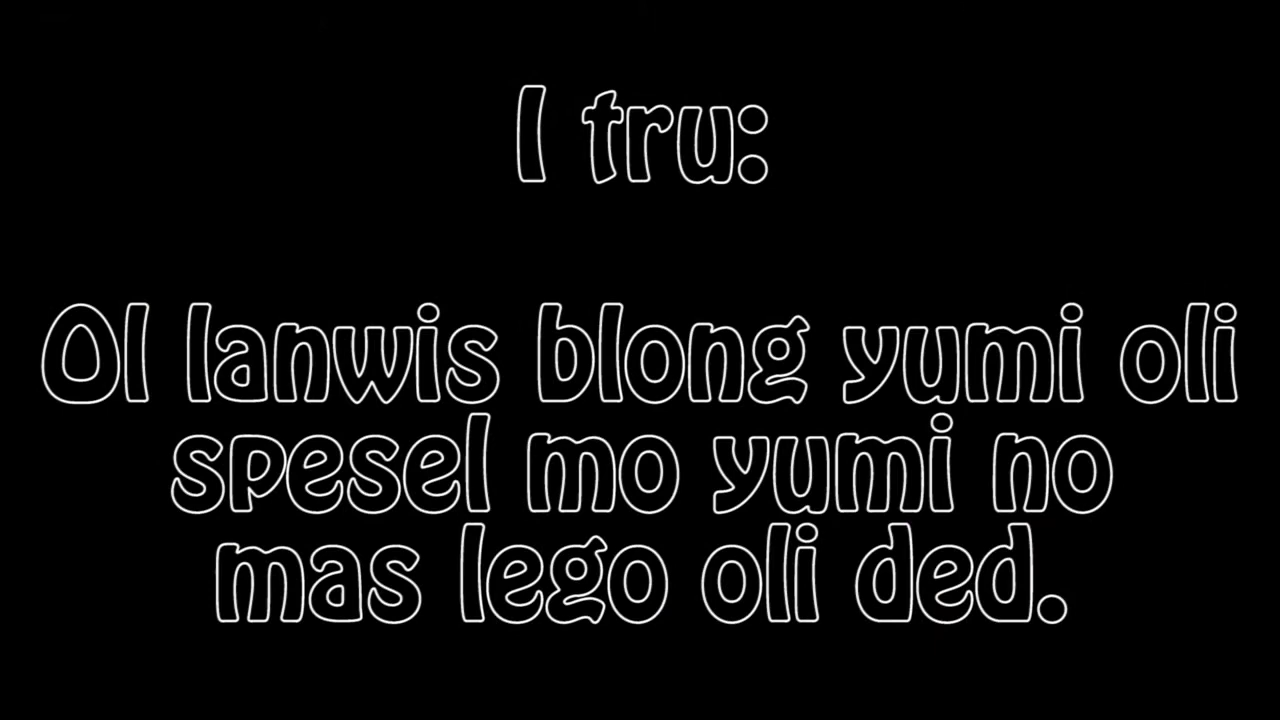 I tru:
Ol lanwis blong yumi oli
spesel mo yumi no
mas lego oli ded.